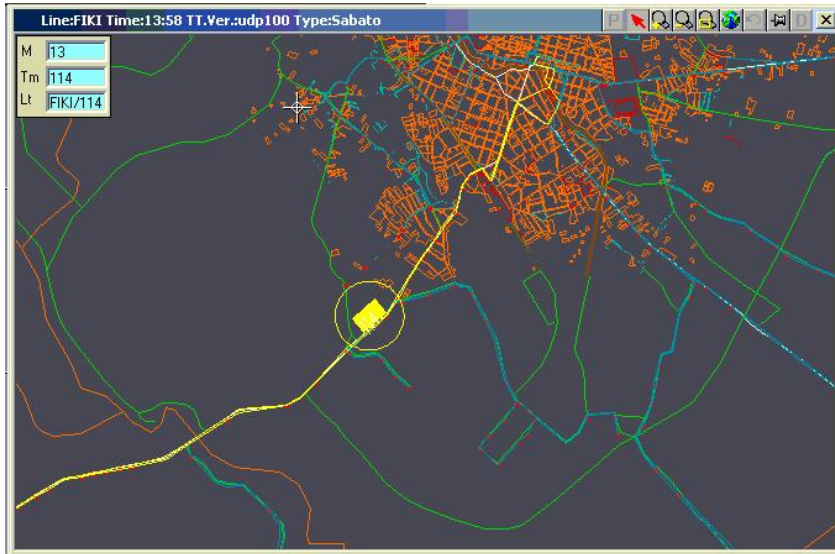 Line:FIKI Time:13:58 TT.Ver.:udp100 Type:Sabato
P
D
X
M 13
Tm 114
Lt FIKI/114